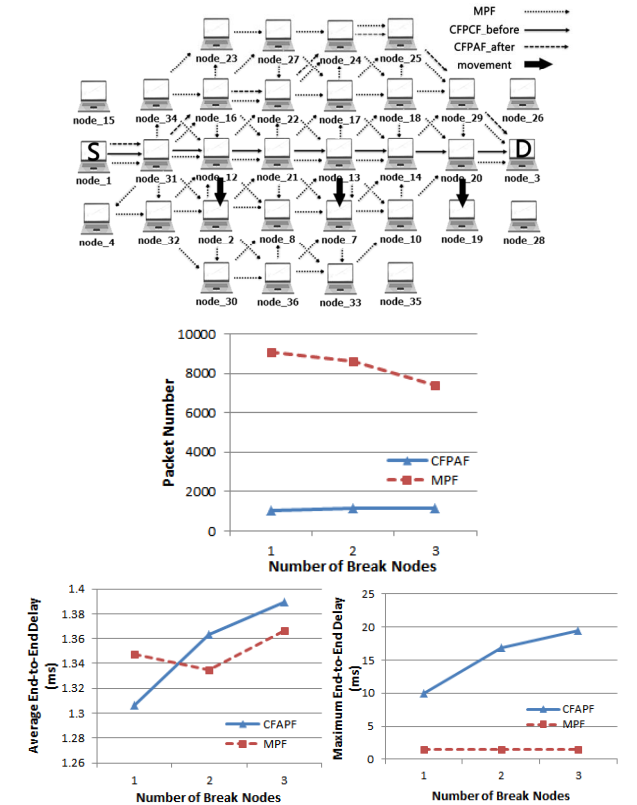 MPF
CFPCF_before
CFPAF_after
movement
node_23
node_27
node_24
node_25
node_15
node_34
node_16
node_22
node_17
node_18
node_29
node_26
S
D
node_1
node_31
node_12
node_21
node_13
node_14
node_20
node_3
node_4
node_32
node_2
node_8
node_7
node_10
node_19
node_28
node_30
node_36
node_33
node_35
Packet Number
10000
8000
6000
4000
2000
0
CFPAF
MPF
1 2 3
Number of Break Nodes
Average End-to-End Delay
(ms)
1.4
1.38
1.36
1.34
1.32
1.3
1.28
1.26
CFAPF
MPF
1 2 3
Number of Break Nodes
Maximum End-to-End Delay
(ms)
25
20
15
10
5
0
CFAPF
MPF
1 2 3
Number of Break Nodes